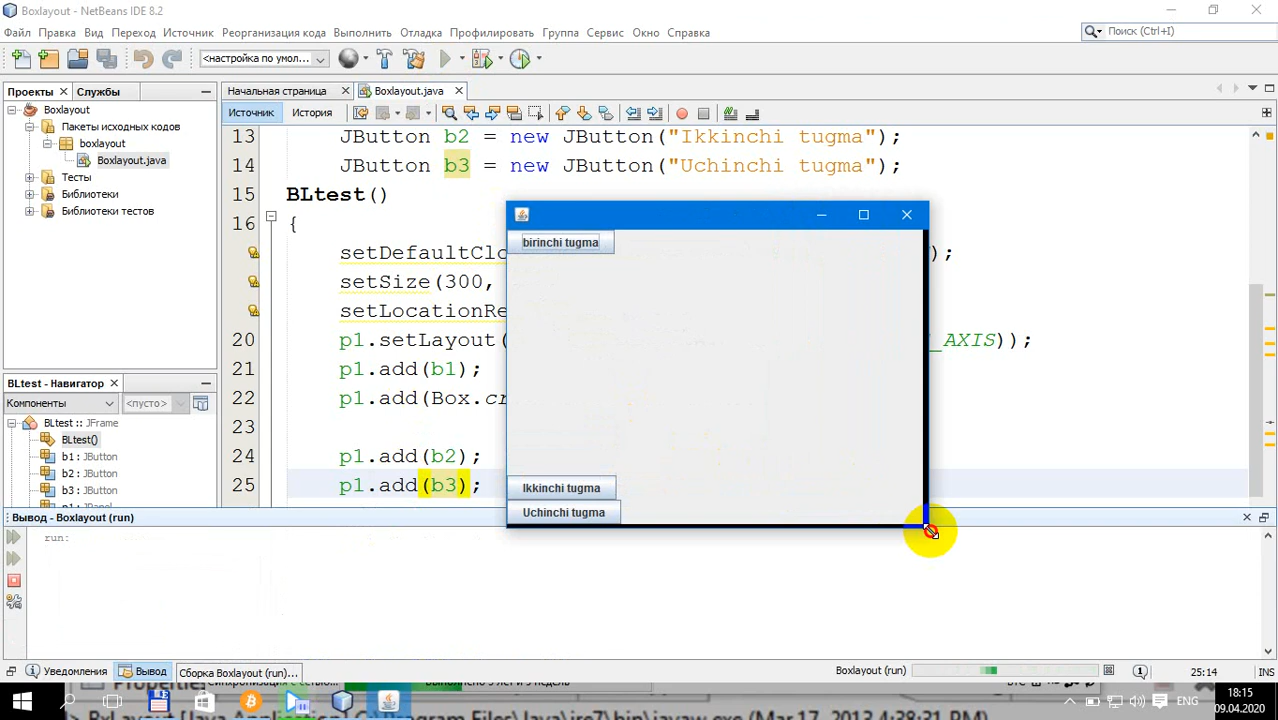 Boxlayout - NetBeans IDE 8.2
Файл Правка Вид Переход Источник Реорганизация кода Выполнить Отладка Профилировать Группа Сервис Окно Справка
Поиск (Ctrl+I)
<настройка по умол...
Проекты Службы
Начальная страница Boxlayout.java
Источник История
Boxlayout
Пакеты исходных кодов
boxlayout
Boxlayout.java
Тесты
Библиотеки
Библиотеки тестов
13 JButton b2 = new JButton("Ikkinchi tugma");
14 JButton b3 = new JButton("Uchinchi tugma");
15 BLtest()
16 {
setDefaultClo );
setSize(300,
setLocationRe
20 p1.setLayout( _AXIS));
21 p1.add(b1);
22 p1.add(Box.cr
23
24 p1.add(b2);
25 p1.add(b3);
birinchi tugma
Ikkinchi tugma
Uchinchi tugma
BLtest - Навигатор
Компоненты <пусто>
BLtest :: JFrame
BLtest()
b1 : JButton
b2 : JButton
b3 : JButton
Вывод - Boxlayout (run)
run:
Уведомления Вывод Сборка Boxlayout (run)...
Boxlayout (run)
25:14 INS
ENG
18:15
09.04.2020